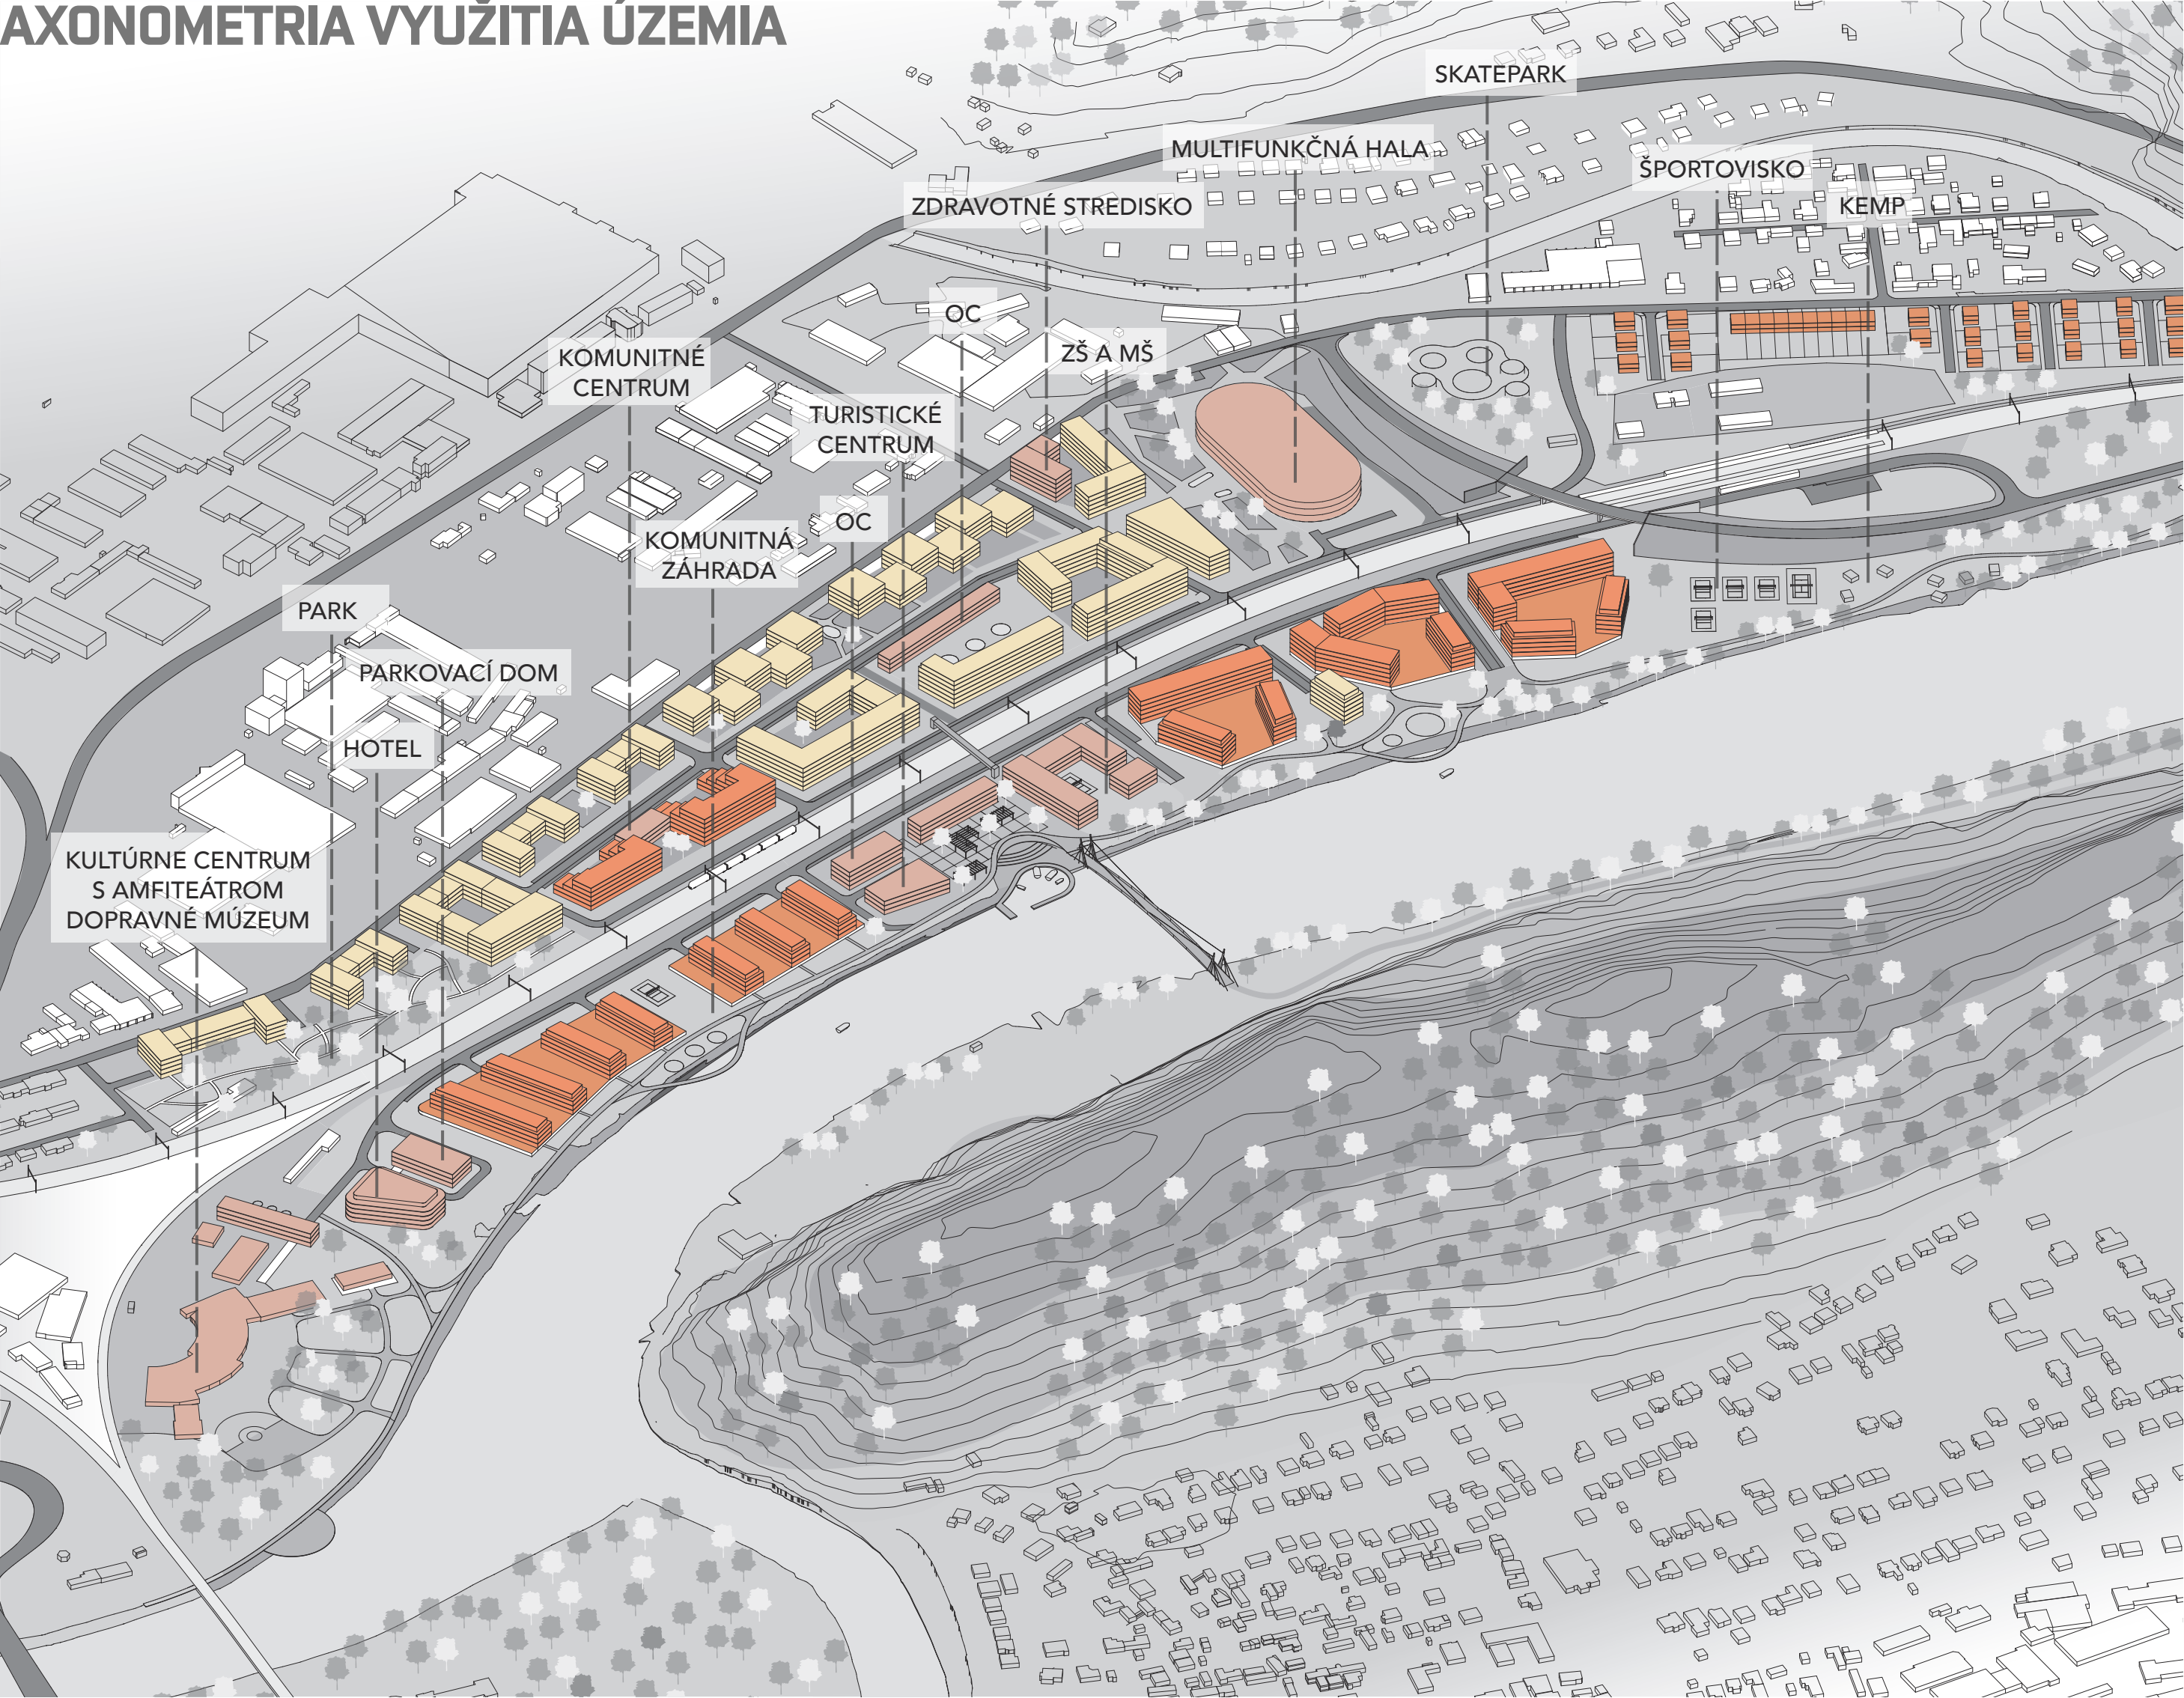 AXONOMETRIA VYUŽITIA ÚZEMIA
SKATEPARK
MULTIFUNKČNÁ HALA
ŠPORTOVISKO
ZDRAVOTNÉ STREDISKO
KEMP
OC
ZŠ A MŠ
KOMUNITNÉ
CENTRUM
TURISTICKÉ
CENTRUM
OC
KOMUNITNÁ
ZÁHRADA
PARK
PARKOVACÍ DOM
HOTEL
KULTÚRNE CENTRUM
S AMFITEÁTROM
DOPRAVNÉ MÚZEUM